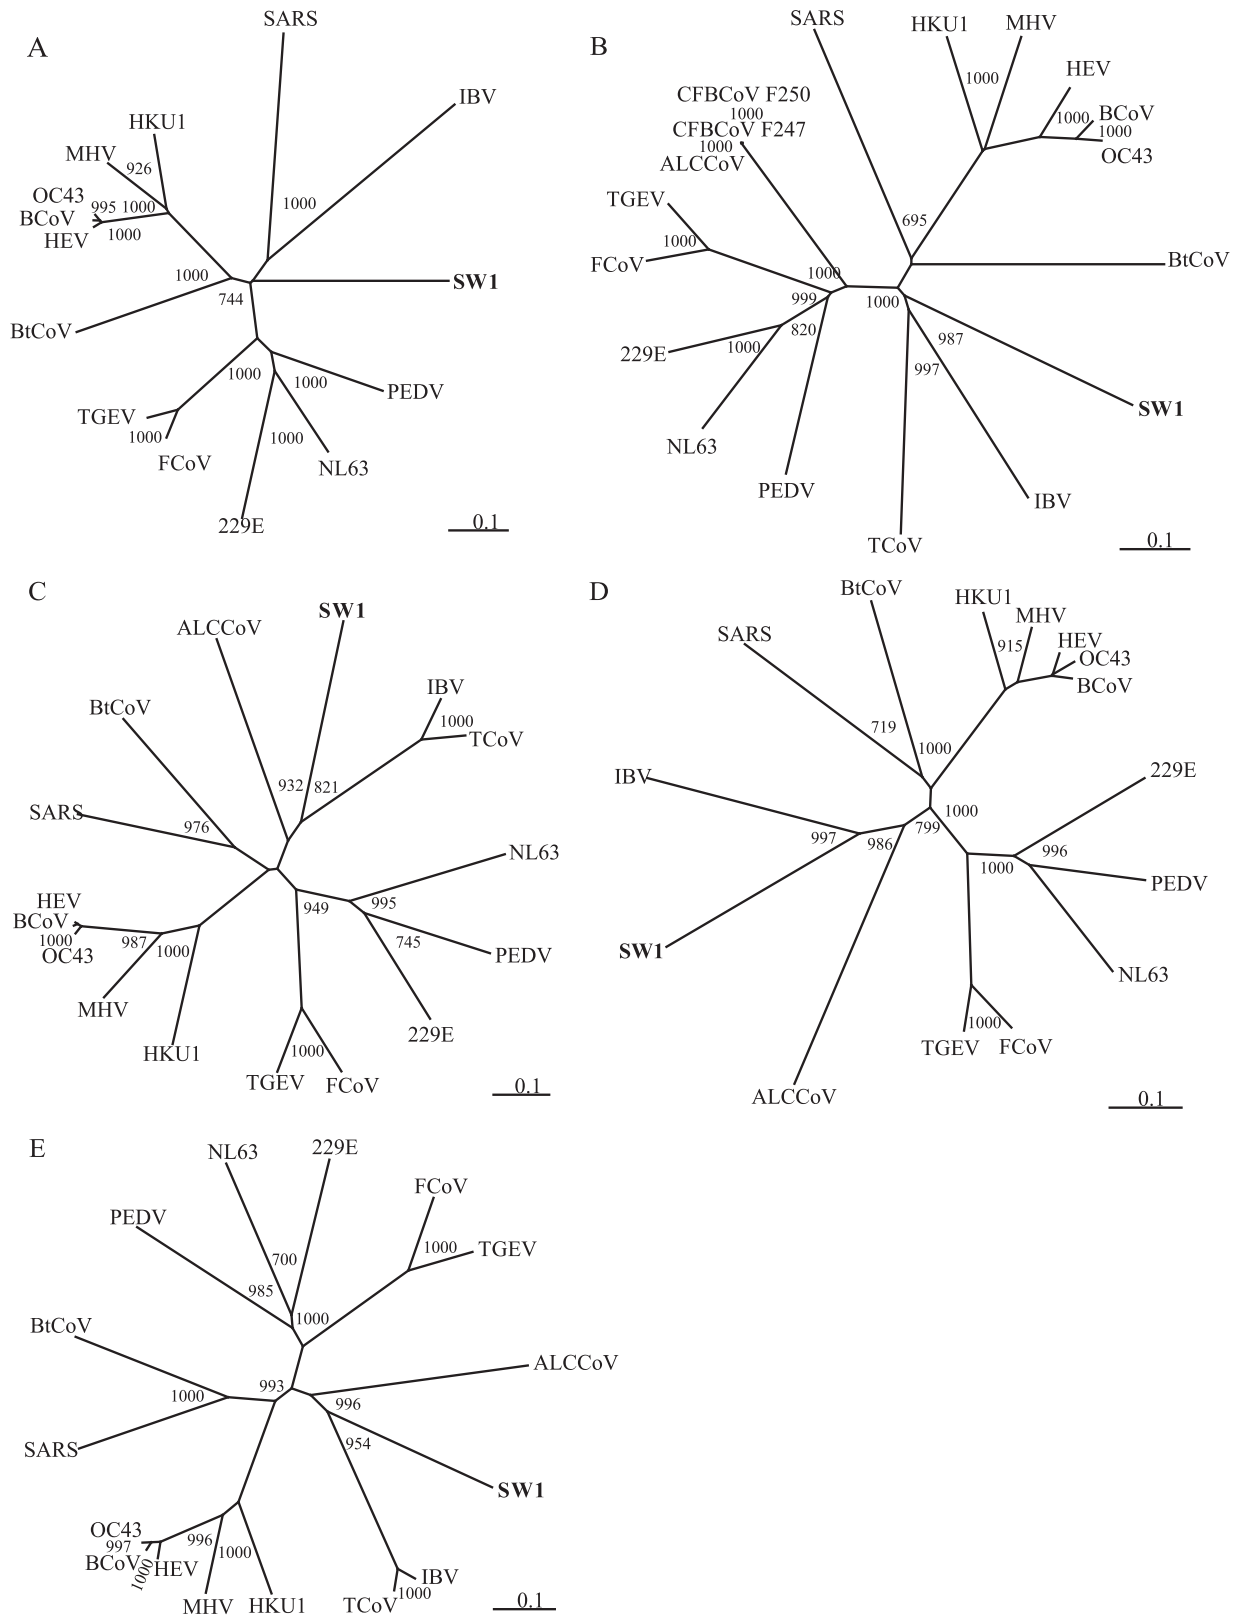 A
SARS
IBV
HKU1
MHV
926
OC43
995 1000
BCoV
HEV
1000
1000
1000
SW1
744
BtCoV
1000
1000
PEDV
TGEV
1000
FCoV
1000
NL63
229E
0.1
B
SARS
HKU1
MHV
1000
HEV
CFBCoV F250
1000
CFBCoV F247
1000
ALCCoV
1000
BCoV
1000
OC43
TGEV
695
1000
FCoV
BtCoV
1000
999
1000
820
987
229E
1000
997
SW1
NL63
PEDV
IBV
TCoV
0.1
C
SW1
ALCCoV
IBV
BtCoV
1000
TCoV
932
821
SARS
976
NL63
995
HEV
BCoV
1000
OC43
987
1000
949
745
PEDV
MHV
229E
HKU1
1000
TGEV
FCoV
0.1
D
BtCoV
HKU1
MHV
SARS
915
HEV
OC43
BCoV
719
1000
IBV
229E
1000
997
986
799
996
1000
PEDV
SW1
NL63
1000
TGEV
FCoV
ALCCoV
0.1
E
NL63
229E
FCoV
PEDV
1000
TGEV
700
985
1000
BtCoV
ALCCoV
993
1000
996
954
SARS
SW1
OC43
997
996
BCoV
1000
HEV
1000
IBV
1000
MHV
HKU1
TCoV
0.1